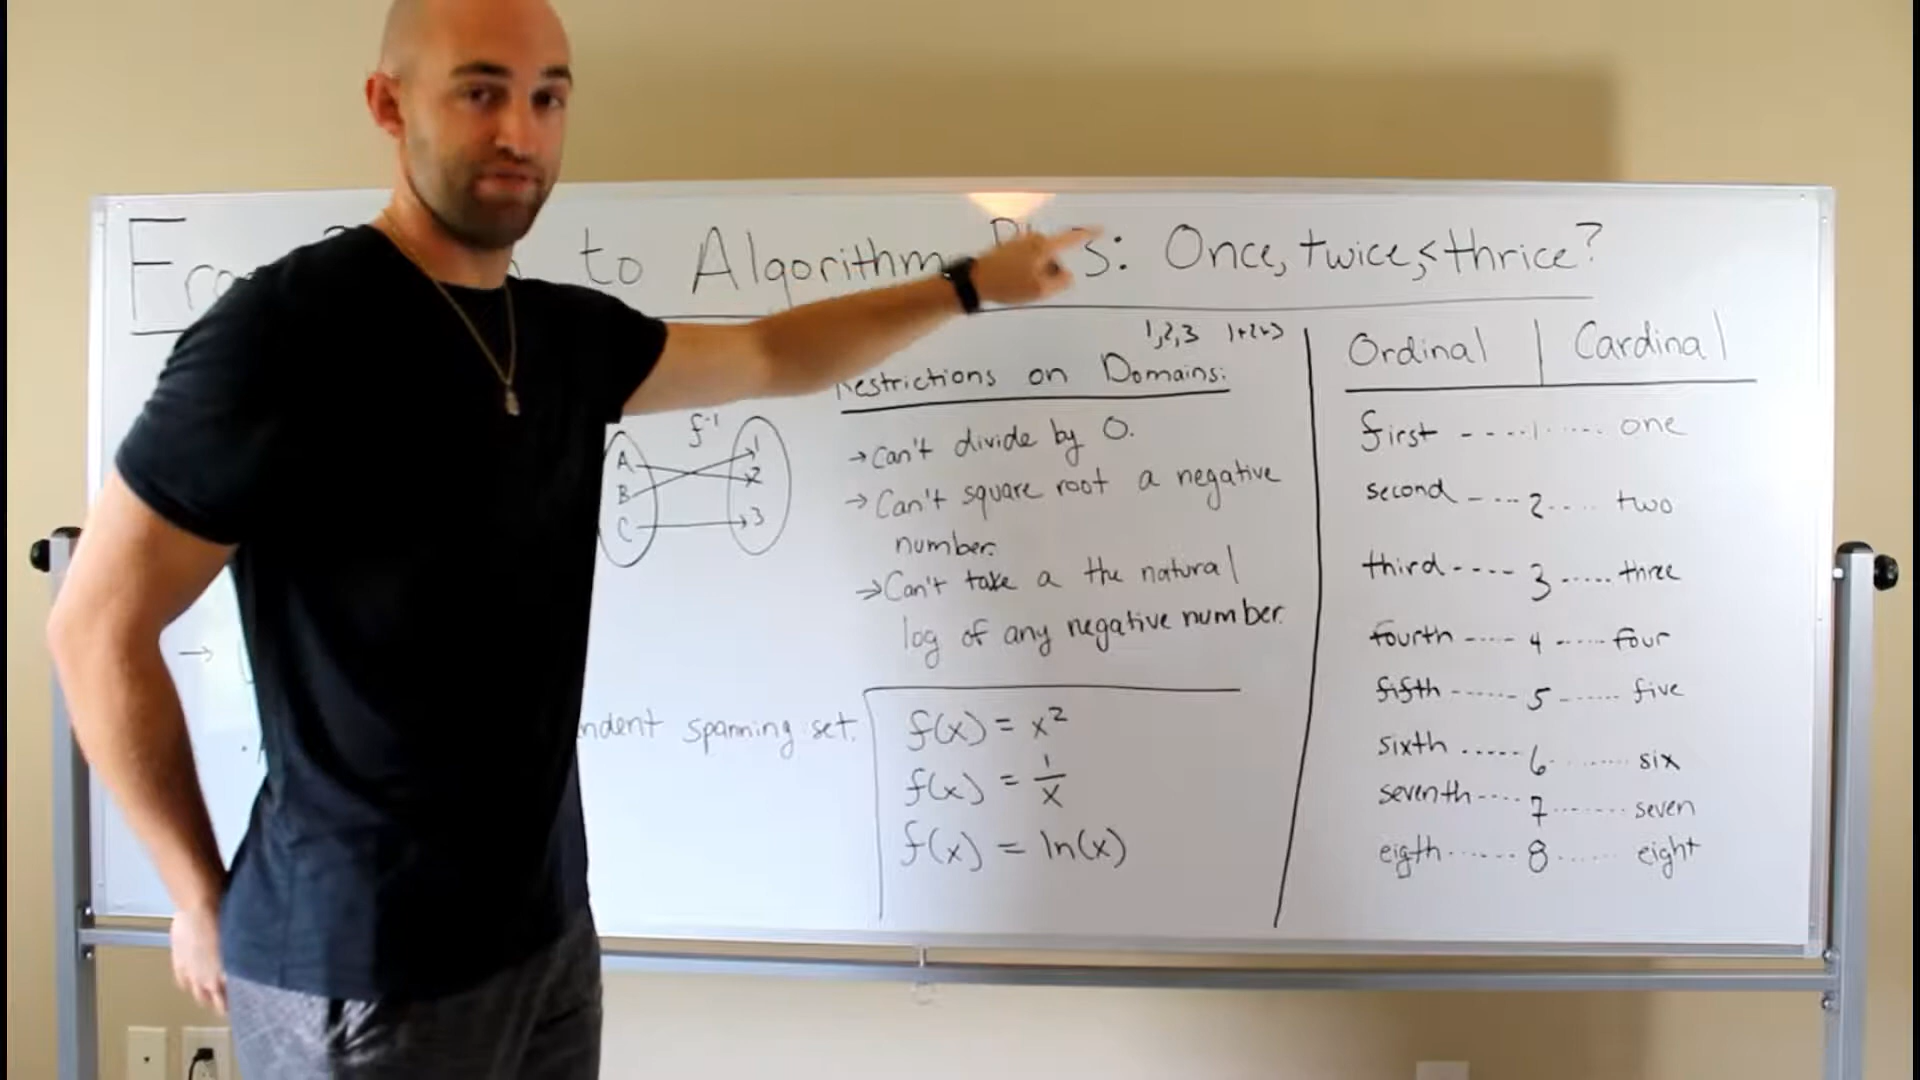 to Algorithm : Once, twice, & thrice?
1,2,3 1+2+3
Restrictions on Domains:
→ Can't divide by 0.
→ Can't square root a negative
number.
→ Can't take a the natural
log of any negative number.
f⁻¹
A 1
B 2
C 3
→
spanning set.
f(x) = x²
f(x) = 1/x
f(x) = ln(x)
Ordinal | Cardinal
first ---- 1 ---- one
second ---- 2 ---- two
third ---- 3 ---- three
fourth ---- 4 ---- four
fifth ---- 5 ---- five
sixth ---- 6 ---- six
seventh ---- 7 ---- seven
eigth ---- 8 ---- eight